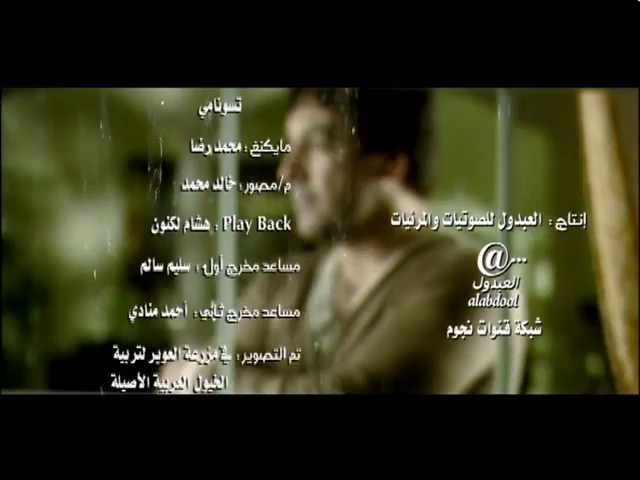 تسونامي
مايكنغ : محمد رضا
م/مصور : خالد محمد
Play Back : هشام لكنون
مساعد مخرج أول : سليم سالم
مساعد مخرج ثاني : أحمد منادي
تم التصوير : في مزرعة العوير لتربية
الخيول العربية الأصيلة
إنتاج : العبدول للصوتيات والمرئيات
@...
العبدول
alabdool
شبكة قنوات نجوم